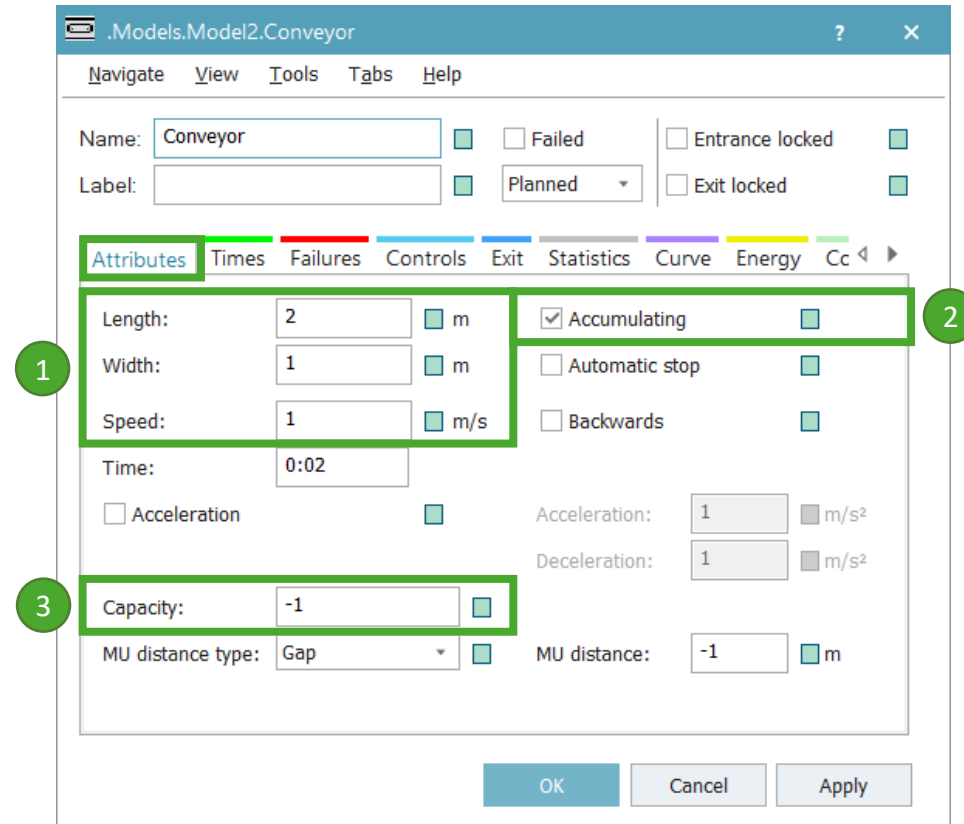 .Models.Model2.Conveyor ? ×
Navigate View Tools Tabs Help
Name: Conveyor Failed Entrance locked
Label: Planned Exit locked
Attributes Times Failures Controls Exit Statistics Curve Energy Cc
Length: 2 m Accumulating 2
1 Width: 1 m Automatic stop
Speed: 1 m/s Backwards
Time: 0:02
Acceleration Acceleration: 1 m/s²
Deceleration: 1 m/s²
3 Capacity: -1
MU distance type: Gap MU distance: -1 m
OK Cancel Apply